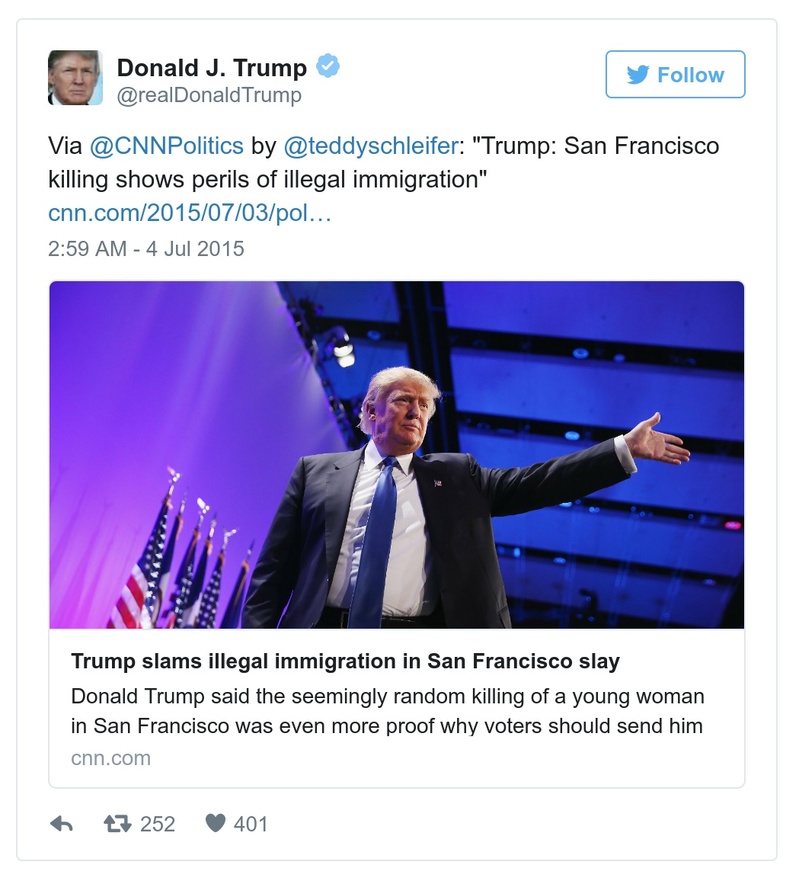 Donald J. Trump
@realDonaldTrump
Follow
Via @CNNPolitics by @teddyschleifer: "Trump: San Francisco
killing shows perils of illegal immigration"
cnn.com/2015/07/03/pol…
2:59 AM - 4 Jul 2015
Trump slams illegal immigration in San Francisco slay
Donald Trump said the seemingly random killing of a young woman
in San Francisco was even more proof why voters should send him
cnn.com
252
401